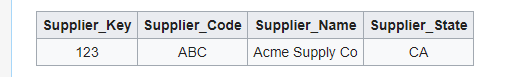 Supplier_Key Supplier_Code Supplier_Name Supplier_State
123 ABC Acme Supply Co CA